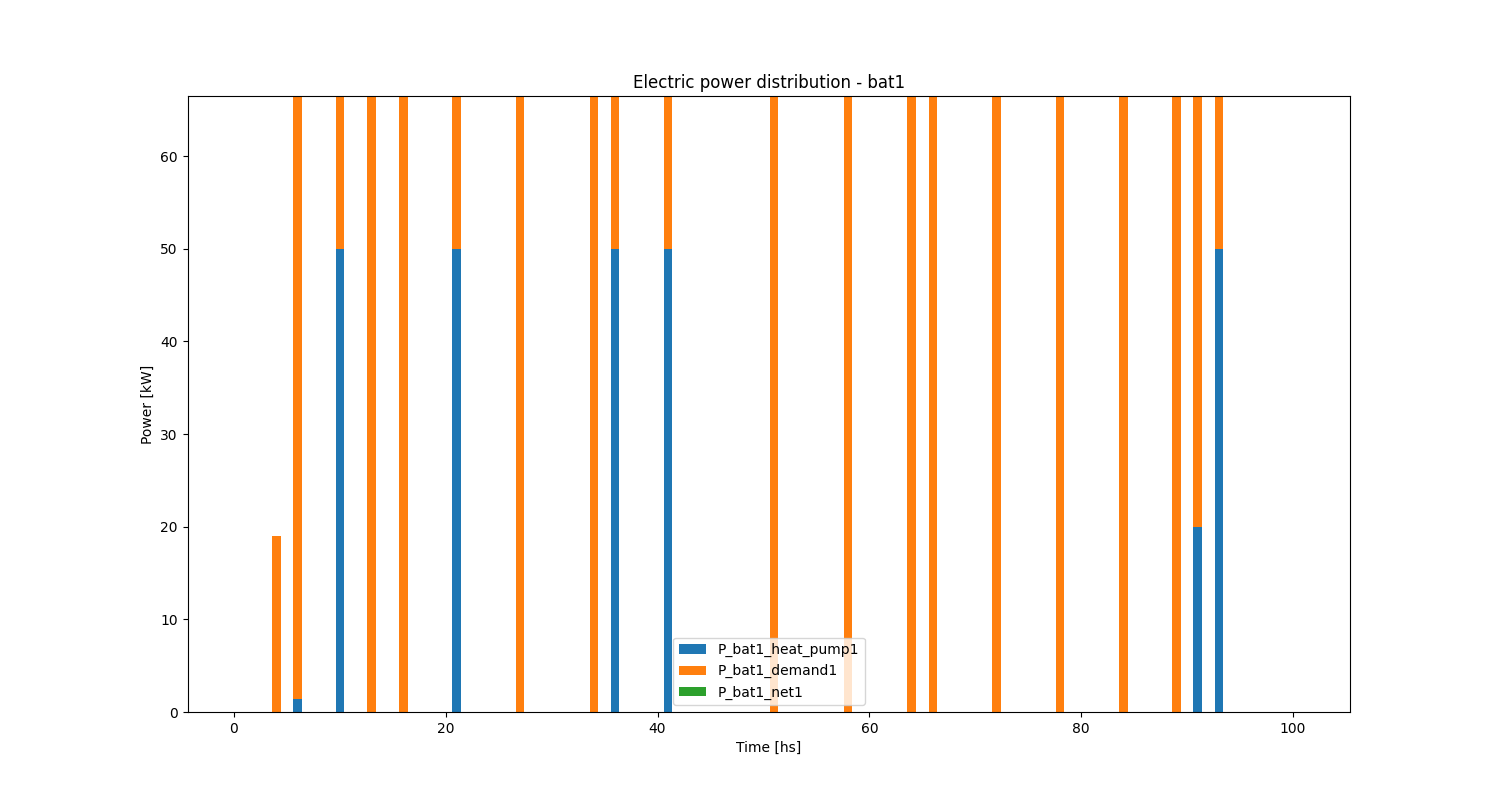 Electric power distribution - bat1
Power [kW]
60
50
40
30
20
10
0
P_bat1_heat_pump1
P_bat1_demand1
P_bat1_net1
0 20 40 60 80 100
Time [hs]